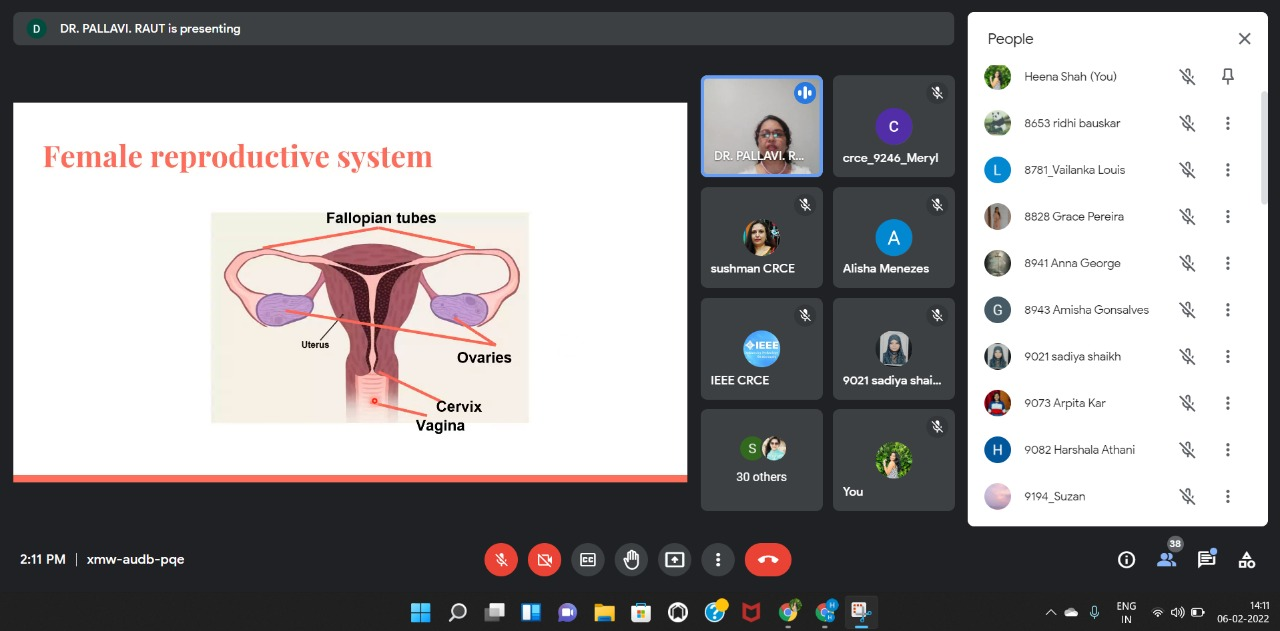 D
DR. PALLAVI. RAUT is presenting
Female reproductive system
Fallopian tubes
Uterus
Ovaries
Cervix
Vagina
DR. PALLAVI. R...
C
crce_9246_Meryl
sushman CRCE
A
Alisha Menezes
IEEE
IEEE CRCE
9021 sadiya shai...
S
30 others
You
People
Heena Shah (You)
8653 ridhi bauskar
L
8781_Vailanka Louis
8828 Grace Pereira
8941 Anna George
G
8943 Amisha Gonsalves
9021 sadiya shaikh
9073 Arpita Kar
H
9082 Harshala Athani
9194_Suzan
2:11 PM | xmw-audb-pqe
38
ENG
IN
14:11
06-02-2022